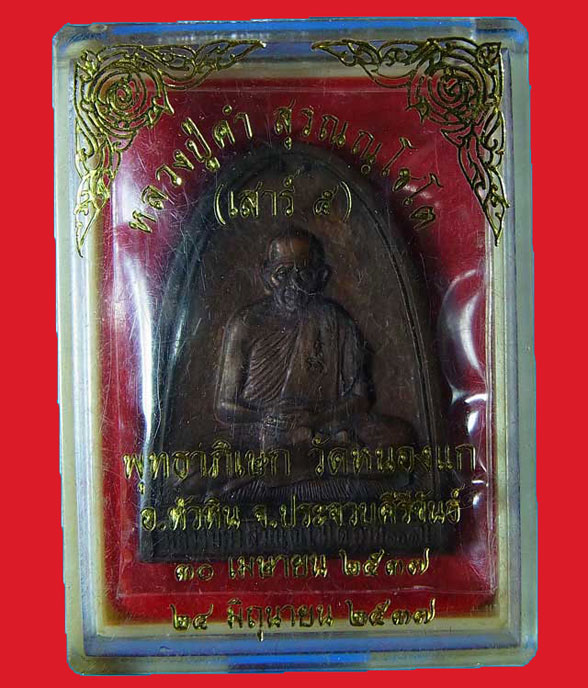 หลวงปู่คำ สุวณฺณโชโต
(เสาร์ ๕)
พุทธาภิเษก วัดหนองแก
อ.หัวหิน จ.ประจวบคีรีขันธ์
๓๐ เมษายน ๒๕๓๗
๒๔ มิถุนายน ๒๕๓๗